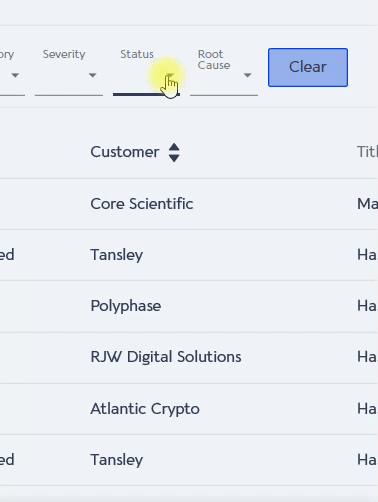 ory Severity Status Root Cause Clear
Customer Titl
Core Scientific Ma
ed Tansley Ha
Polyphase Ha
RJW Digital Solutions Ha
Atlantic Crypto Ha
ed Tansley Ha